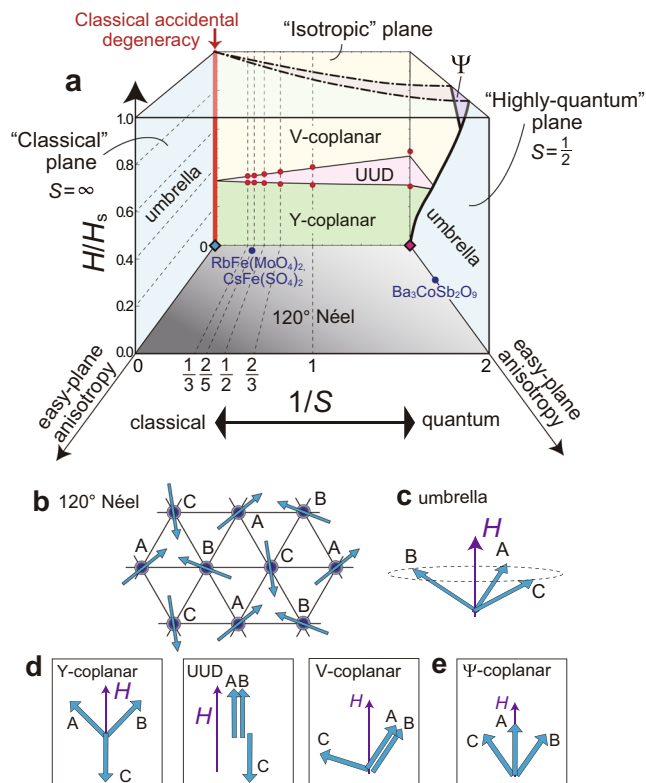 Classical accidental
degeneracy
“Isotropic” plane
a
Ψ
“Highly-quantum”
plane
S=1/2
“Classical”
plane
S=∞
1.0
0.8
0.6
0.4
0.2
0.0
H/Hs
umbrella
V-coplanar
UUD
Y-coplanar
umbrella
0
RbFe(MoO4)2,
CsFe(SO4)2
Ba3CoSb2O9
120° Néel
0
1/3
2/5
1/2
2/3
1
2
1/S
easy-plane
anisotropy
classical
quantum
easy-plane
anisotropy
b 120° Néel
C
B
A
A
B
C
A
C
A
B
c umbrella
H
B
A
C
d
Y-coplanar
H
A
B
C
UUD
AB
H
C
V-coplanar
H
A
B
C
e
Ψ-coplanar
H
A
C
B